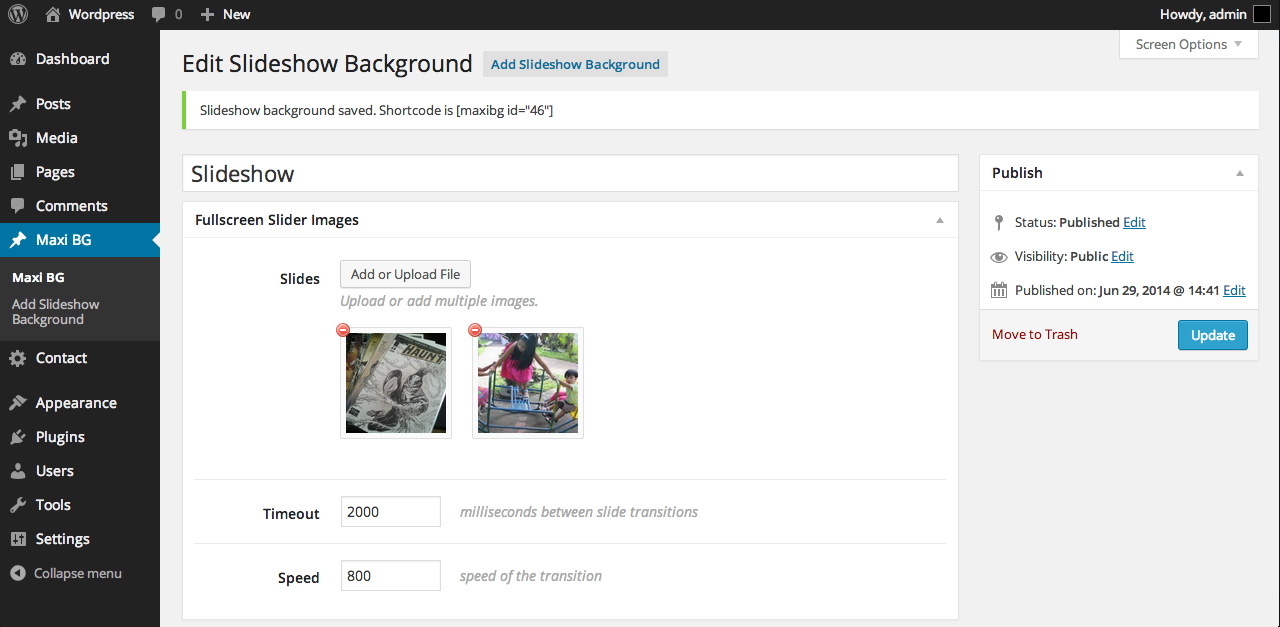 Wordpress 0 New Howdy, admin
Screen Options
Dashboard
Posts
Media
Pages
Comments
Maxi BG
Maxi BG
Add Slideshow
Background
Contact
Appearance
Plugins
Users
Tools
Settings
Collapse menu
Edit Slideshow Background Add Slideshow Background
Slideshow background saved. Shortcode is [maxibg id="46"]
Slideshow
Fullscreen Slider Images
Slides Add or Upload File
Upload or add multiple images.
HAUNT
Timeout 2000 milliseconds between slide transitions
Speed 800 speed of the transition
Publish
Status: Published Edit
Visibility: Public Edit
Published on: Jun 29, 2014 @ 14:41 Edit
Move to Trash Update